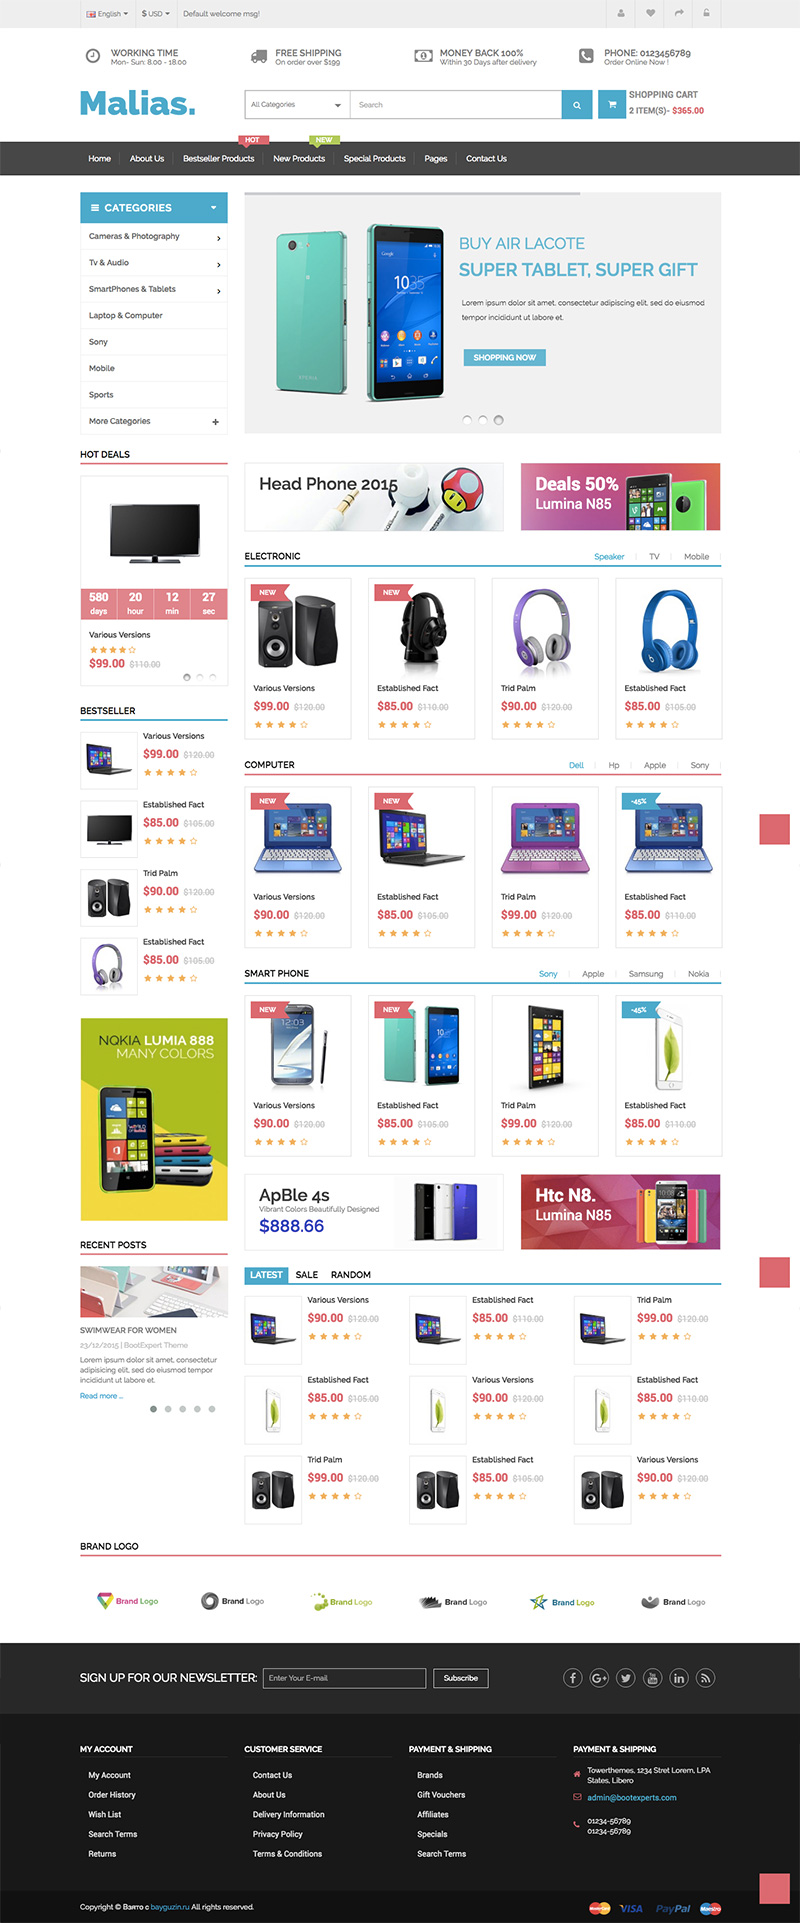 English $ USD Default welcome msg!
WORKING TIME
Mon- Sun: 8.00 - 18.00
FREE SHIPPING
On order over $199
MONEY BACK 100%
Within 30 Days after delivery
PHONE: 0123456789
Order Online Now !
Malias.
All Categories Search
SHOPPING CART
2 ITEM(S)- $365.00
HOT NEW
Home About Us Bestseller Products New Products Special Products Pages Contact Us
CATEGORIES
Cameras & Photography
Tv & Audio
SmartPhones & Tablets
Laptop & Computer
Sony
Mobile
Sports
More Categories
BUY AIR LACOTE
SUPER TABLET, SUPER GIFT
Lorem ipsum dolor sit amet, consectetur adipiscing elit, sed do eiusmod
tempor incididunt ut labore et.
SHOPPING NOW
HOT DEALS
580 20 12 27
days hour min sec
Various Versions
$99.00 $110.00
BESTSELLER
Various Versions
$99.00 $120.00
Established Fact
$85.00 $105.00
Trid Palm
$90.00 $120.00
Established Fact
$85.00 $105.00
NQKIA LUMIA 888
MANY COLORS
RECENT POSTS
SWIMWEAR FOR WOMEN
23/12/2015 | BootExpert Theme
Lorem ipsum dolor sit amet, consectetur
adipisicing elit, sed do eiusmod tempor
incididunt ut labore et.
Read more ...
Head Phone 2015
Deals 50%
Lumina N85
ELECTRONIC Speaker TV Mobile
NEW NEW
Various Versions Established Fact Trid Palm Established Fact
$99.00 $120.00 $85.00 $110.00 $90.00 $120.00 $85.00 $105.00
COMPUTER Dell Hp Apple Sony
NEW NEW -45%
Various Versions Established Fact Trid Palm Established Fact
$90.00 $120.00 $85.00 $105.00 $99.00 $120.00 $85.00 $110.00
SMART PHONE Sony Apple Samsung Nokia
NEW NEW -45%
Various Versions Established Fact Trid Palm Established Fact
$90.00 $120.00 $85.00 $105.00 $99.00 $120.00 $85.00 $110.00
ApBle 4s
Vibrant Colors Beautifully Designed
$888.66
Htc N8.
Lumina N85
LATEST SALE RANDOM
Various Versions Established Fact Trid Palm
$90.00 $120.00 $85.00 $110.00 $99.00 $120.00
Established Fact Various Versions Established Fact
$85.00 $105.00 $90.00 $120.00 $85.00 $110.00
Trid Palm Established Fact Various Versions
$99.00 $120.00 $85.00 $105.00 $90.00 $120.00
BRAND LOGO
Brand Logo Brand Logo Brand Logo Brand Logo Brand Logo Brand Logo
SIGN UP FOR OUR NEWSLETTER: Enter Your E-mail Subscribe
MY ACCOUNT
My Account
Order History
Wish List
Search Terms
Returns
CUSTOMER SERVICE
Contact Us
About Us
Delivery Information
Privacy Policy
Terms & Conditions
PAYMENT & SHIPPING
Brands
Gift Vouchers
Affiliates
Specials
Search Terms
PAYMENT & SHIPPING
Towerthemes, 1234 Stret Lorem, LPA
States, Libero
admin@bootexperts.com
01234-56789
01234-56789
Copyright © Взято с bayguzin.ru All rights reserved.
MasterCard VISA PayPal Maestro